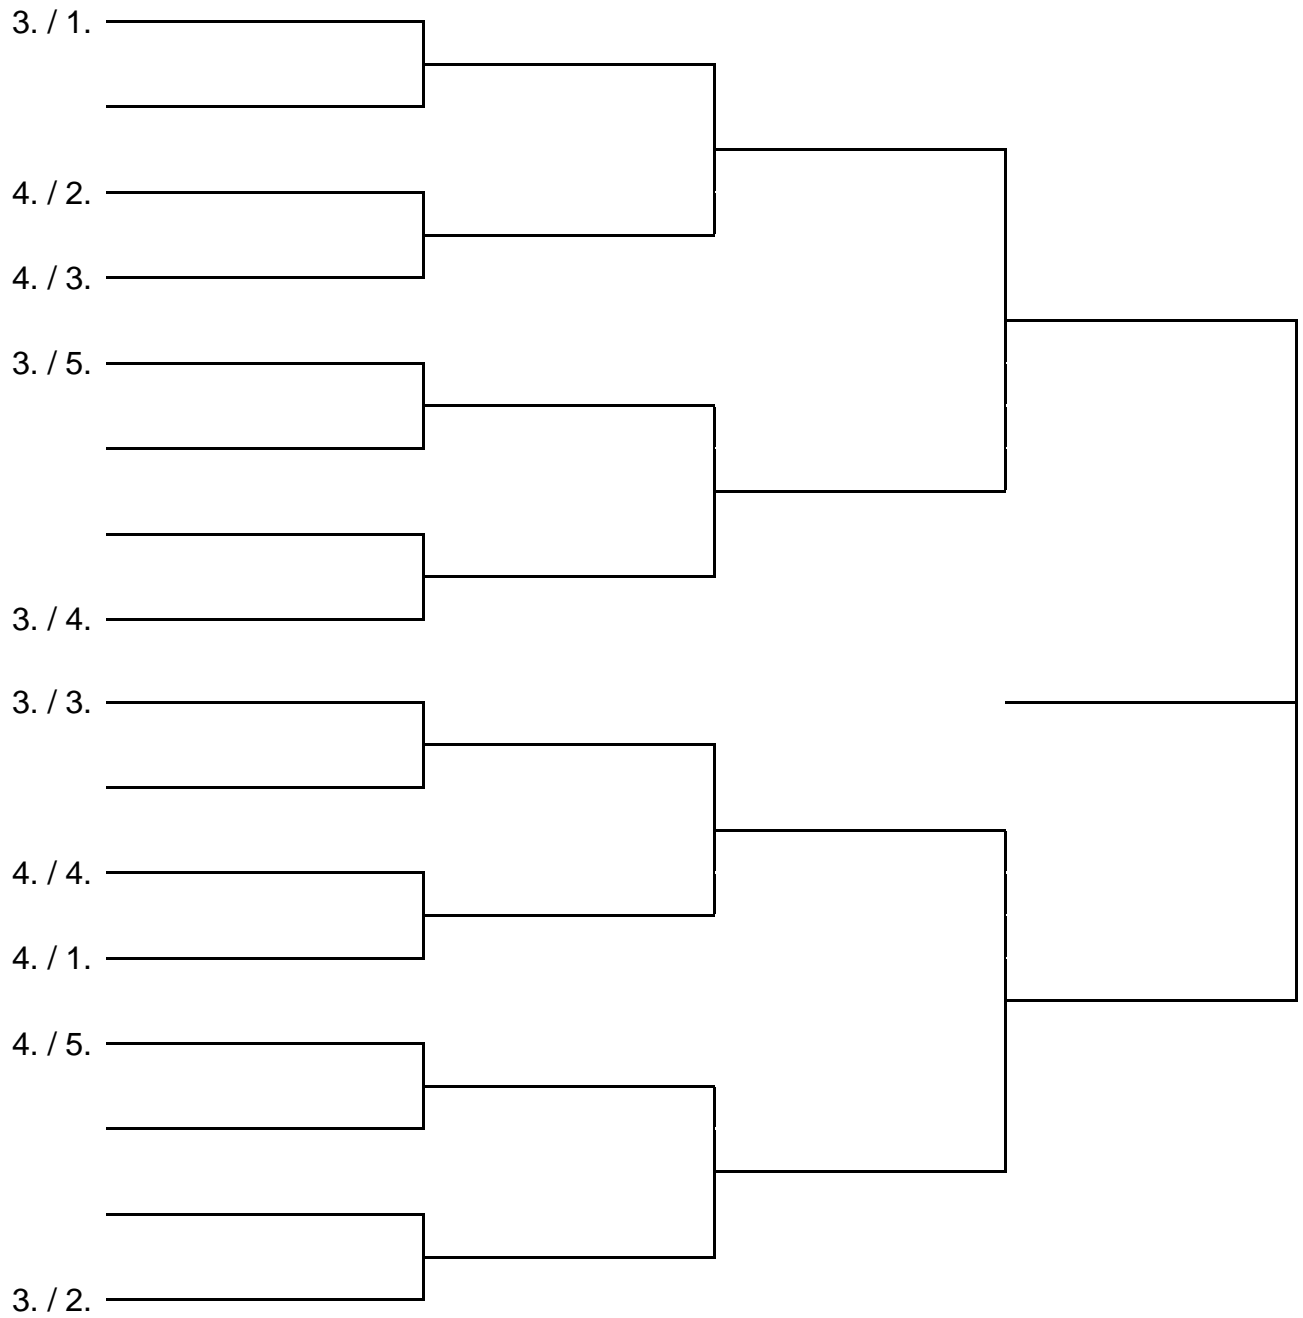 3. / 1.
4. / 2.
4. / 3.
3. / 5.
3. / 4.
3. / 3.
4. / 4.
4. / 1.
4. / 5.
3. / 2.